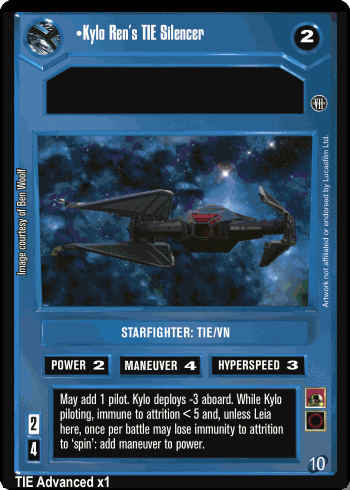 •Kylo Ren's TIE Silencer
2
VII
Image courtesy of Ben Woolf
Artwork not affiliated or endorsed by Lucasfilm Ltd.
STARFIGHTER: TIE/VN
POWER 2
MANEUVER 4
HYPERSPEED 3
May add 1 pilot. Kylo deploys -3 aboard. While Kylo
piloting, immune to attrition < 5 and, unless Leia
here, once per battle may lose immunity to attrition
to 'spin': add maneuver to power.
2
4
10
TIE Advanced x1